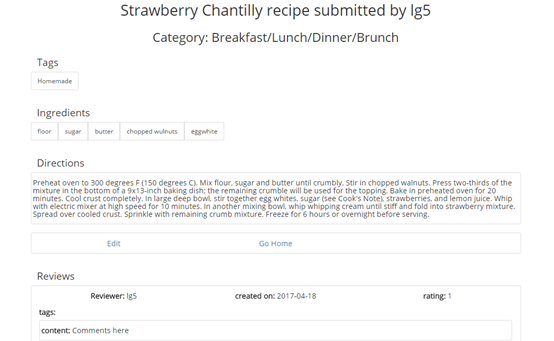 Strawberry Chantilly recipe submitted by lg5
Category: Breakfast/Lunch/Dinner/Brunch
Tags
Homemade
Ingredients
floor sugar butter chopped wulnuts eggwhite
Directions
Preheat oven to 300 degrees F (150 degrees C). Mix flour, sugar and butter until crumbly. Stir in chopped walnuts. Press two-thirds of the
mixture in the bottom of a 9x13-inch baking dish; the remaining crumble will be used for the topping. Bake in preheated oven for 20
minutes. Cool crust completely. In large deep bowl, stir together egg whites, sugar (see Cook's Note), strawberries, and lemon juice. Whip
with electric mixer at high speed for 10 minutes. In another mixing bowl, whip whipping cream until stiff and fold into strawberry mixture.
Spread over cooled crust. Sprinkle with remaining crumb mixture. Freeze for 6 hours or overnight before serving.
Edit Go Home
Reviews
Reviewer: lg5 created on: 2017-04-18 rating: 1
tags:
content: Comments here